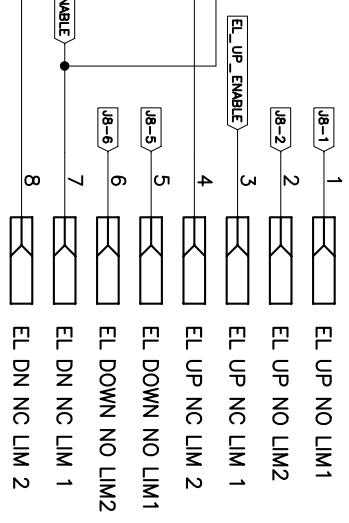 J8-1
1
EL UP NO LIM1
J8-2
2
EL UP NO LIM2
EL_UP_ENABLE
3
EL UP NC LIM 1
4
EL UP NC LIM 2
J8-5
5
EL DOWN NO LIM1
J8-6
6
EL DOWN NO LIM2
7
EL DN NC LIM 1
8
EL DN NC LIM 2